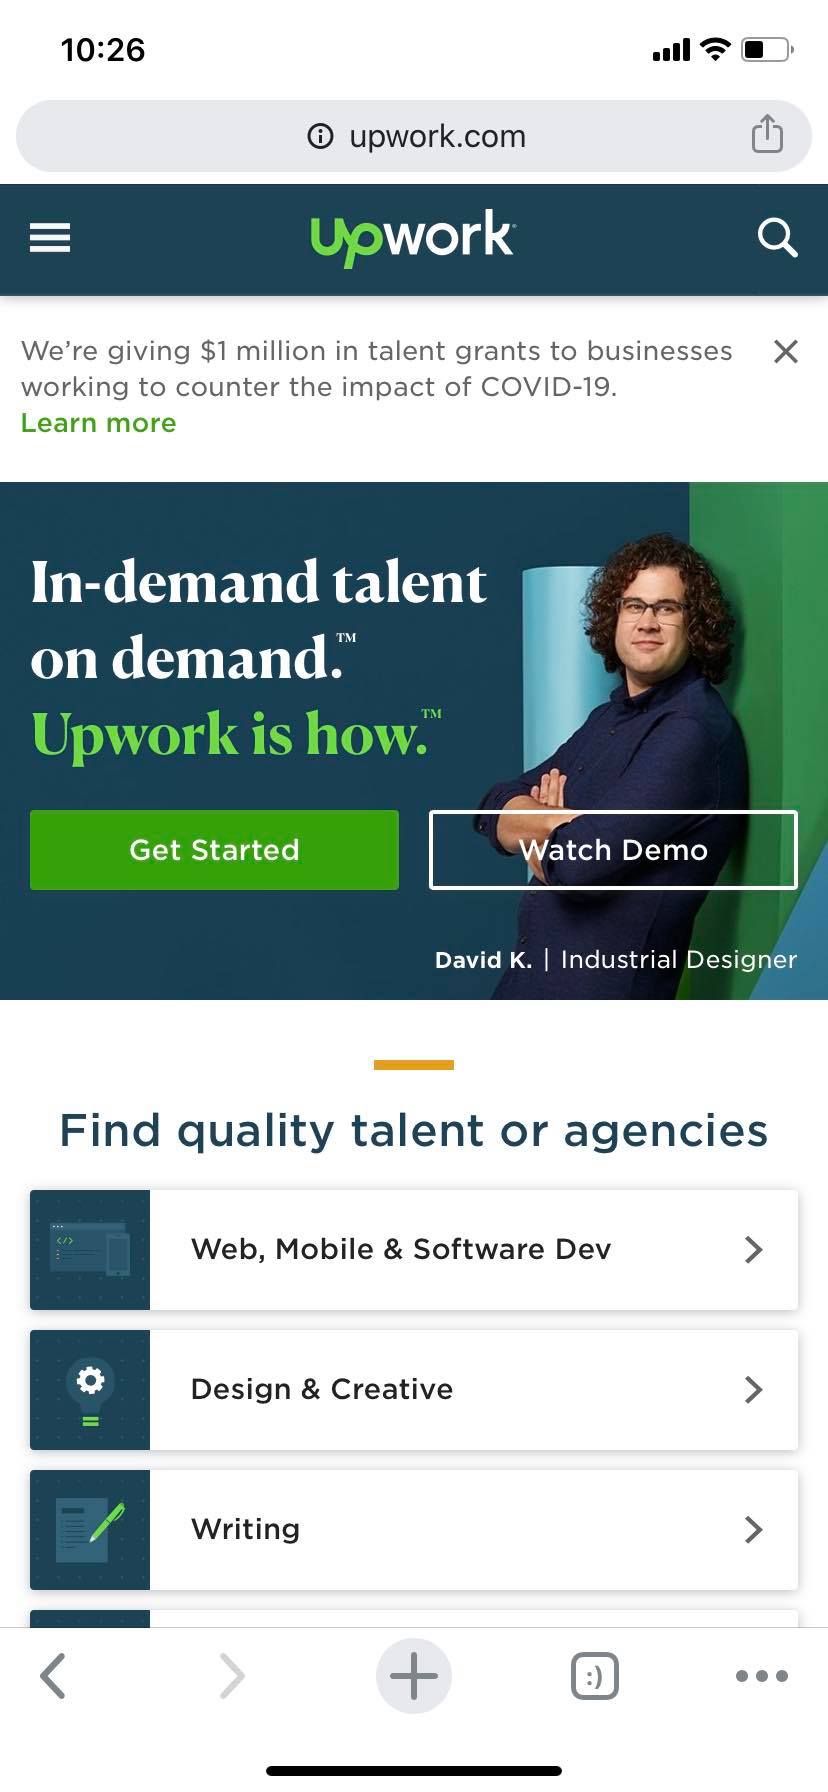 10:26
upwork.com
upwork
We’re giving $1 million in talent grants to businesses
working to counter the impact of COVID-19.
Learn more
In-demand talent
on demand.™
Upwork is how.™
Get Started
Watch Demo
David K. | Industrial Designer
Find quality talent or agencies
</>
Web, Mobile & Software Dev
Design & Creative
Writing
:)